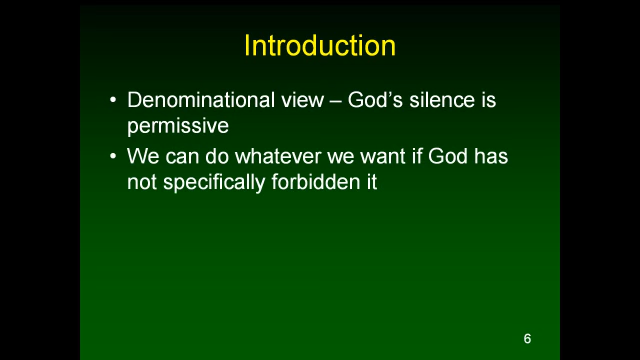 Introduction
• Denominational view – God's silence is
permissive
• We can do whatever we want if God has
not specifically forbidden it
6